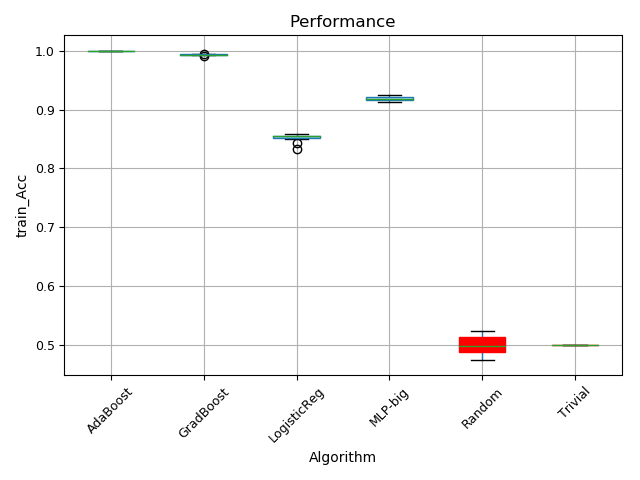 Performance
train_Acc
1.0
0.9
0.8
0.7
0.6
0.5
AdaBoost
GradBoost
LogisticReg
MLP-big
Random
Trivial
Algorithm